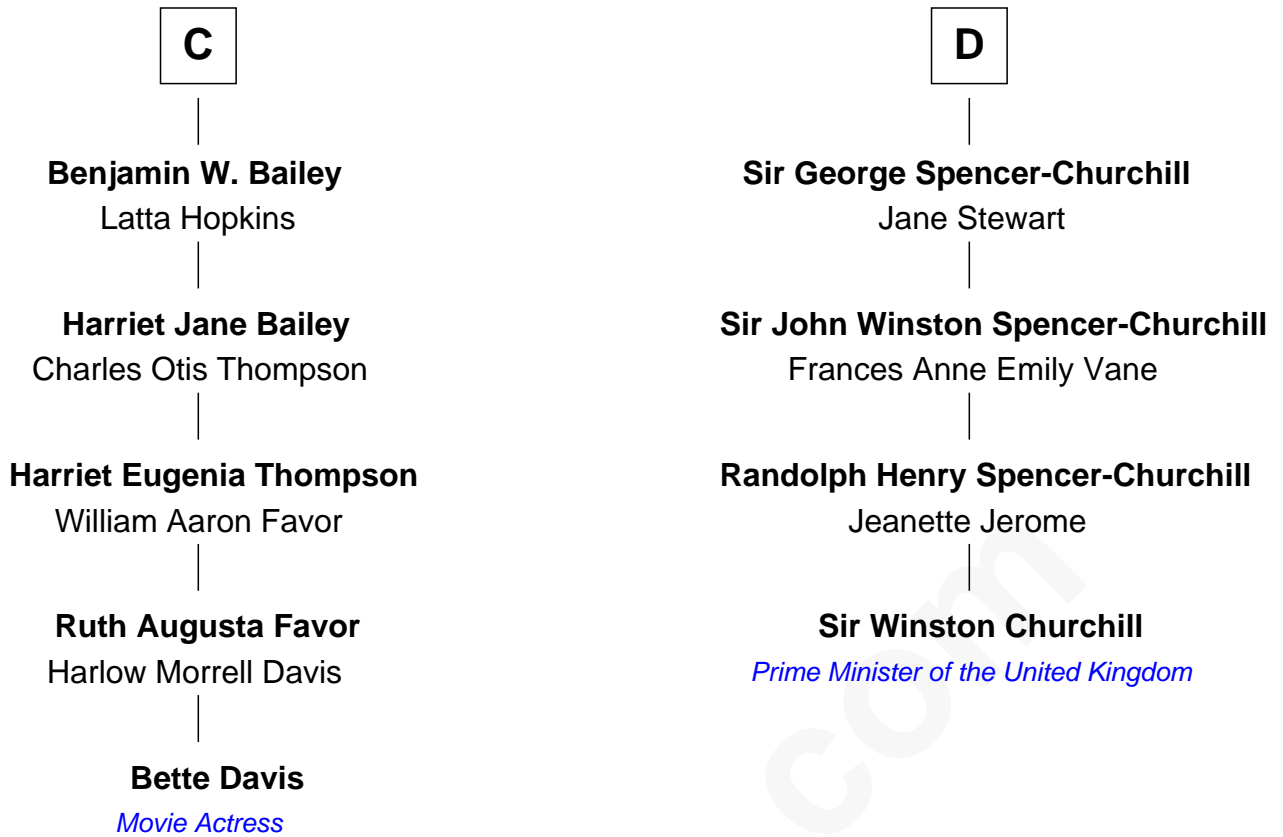 C
Benjamin W. Bailey
Latta Hopkins
Harriet Jane Bailey
Charles Otis Thompson
Harriet Eugenia Thompson
William Aaron Favor
Ruth Augusta Favor
Harlow Morrell Davis
Bette Davis
Movie Actress
D
Sir George Spencer-Churchill
Jane Stewart
Sir John Winston Spencer-Churchill
Frances Anne Emily Vane
Randolph Henry Spencer-Churchill
Jeanette Jerome
Sir Winston Churchill
Prime Minister of the United Kingdom
com